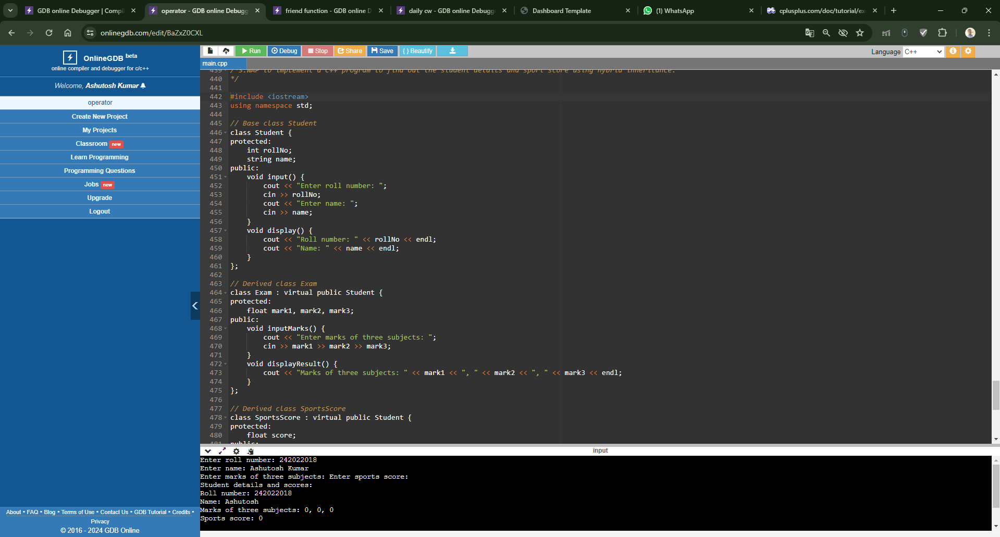 GDB online Debugger | Compil
operator - GDB online Debugg
friend function - GDB online D
daily cw - GDB online Debugg
Dashboard Template
(1) WhatsApp
cplusplus.com/doc/tutorial/ex
onlinegdb.com/edit/BaZxZ0CXL
OnlineGDB beta
online compiler and debugger for c/c++
Welcome, Ashutosh Kumar
operator
Create New Project
My Projects
Classroom new
Learn Programming
Programming Questions
Jobs new
Upgrade
Logout
About • FAQ • Blog • Terms of Use • Contact Us • GDB Tutorial • Credits •
Privacy
© 2016 - 2024 GDB Online
Run Debug Stop Share Save { } Beautify
Language C++
main.cpp
439 /*3.WAP to implement a C++ program to find out the student details and sport score using hybrid inheritance.
440 */
441
442 #include <iostream>
443 using namespace std;
444
445 // Base class Student
446 class Student {
447 protected:
448 int rollNo;
449 string name;
450 public:
451 void input() {
452 cout << "Enter roll number: ";
453 cin >> rollNo;
454 cout << "Enter name: ";
455 cin >> name;
456 }
457 void display() {
458 cout << "Roll number: " << rollNo << endl;
459 cout << "Name: " << name << endl;
460 }
461 };
462
463 // Derived class Exam
464 class Exam : virtual public Student {
465 protected:
466 float mark1, mark2, mark3;
467 public:
468 void inputMarks() {
469 cout << "Enter marks of three subjects: ";
470 cin >> mark1 >> mark2 >> mark3;
471 }
472 void displayResult() {
473 cout << "Marks of three subjects: " << mark1 << ", " << mark2 << ", " << mark3 << endl;
474 }
475 };
476
477 // Derived class SportsScore
478 class SportsScore : virtual public Student {
479 protected:
480 float score;
481 public:
input
Enter roll number: 242022018
Enter name: Ashutosh Kumar
Enter marks of three subjects: Enter sports score:
Student details and scores:
Roll number: 242022018
Name: Ashutosh
Marks of three subjects: 0, 0, 0
Sports score: 0